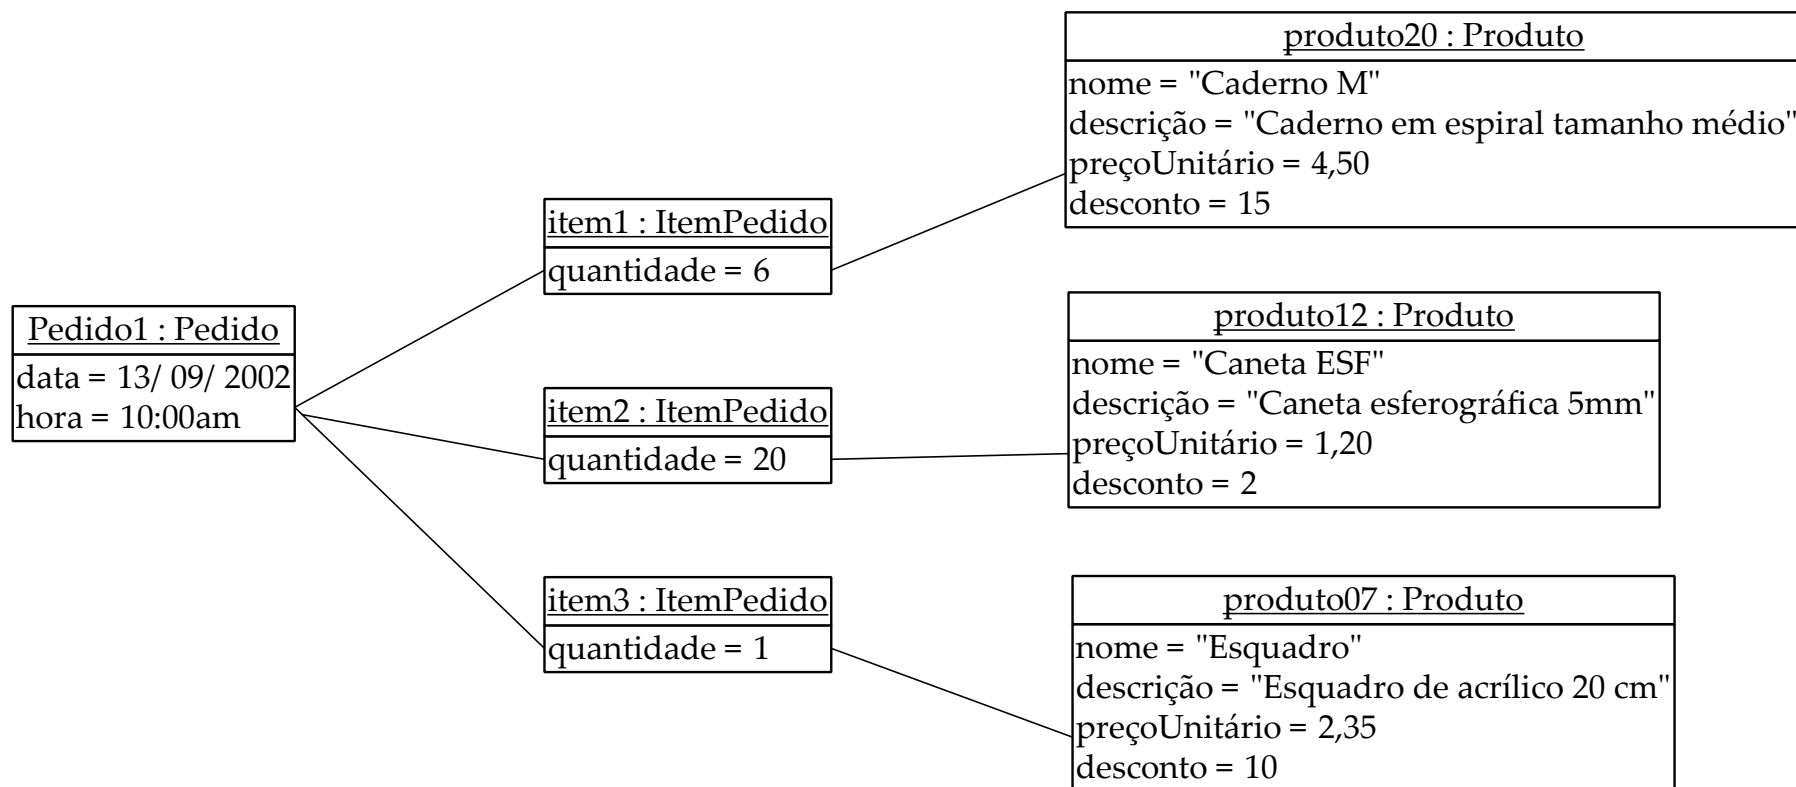 Pedido1 : Pedido
data = 13/ 09/ 2002
hora = 10:00am
item1 : ItemPedido
quantidade = 6
item2 : ItemPedido
quantidade = 20
item3 : ItemPedido
quantidade = 1
produto20 : Produto
nome = "Caderno M"
descrição = "Caderno em espiral tamanho médio"
preçoUnitário = 4,50
desconto = 15
produto12 : Produto
nome = "Caneta ESF"
descrição = "Caneta esferográfica 5mm"
preçoUnitário = 1,20
desconto = 2
produto07 : Produto
nome = "Esquadro"
descrição = "Esquadro de acrílico 20 cm"
preçoUnitário = 2,35
desconto = 10